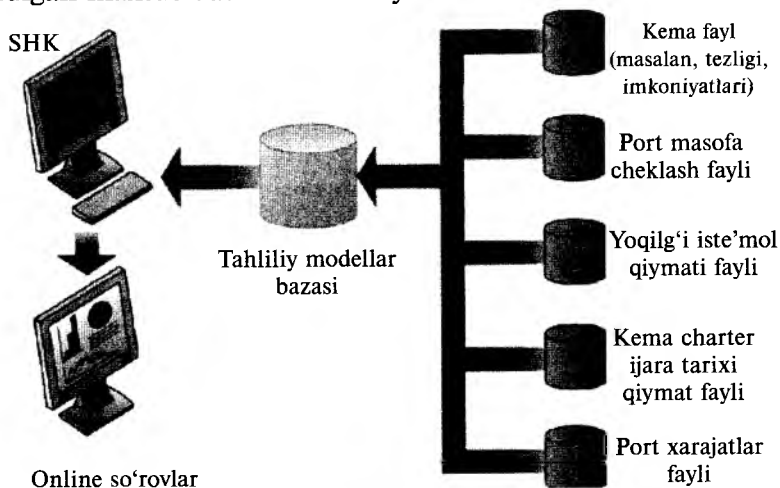 SHK
Kema fayl
(masalan, tezligi,
imkoniyatlari)
Port masofa
cheklash fayli
Tahliliy modellar
bazasi
Yoqilg‘i iste’mol
qiymati fayli
Kema charter
ijara tarixi
qiymat fayli
Port xarajatlar
fayli
Online so‘rovlar